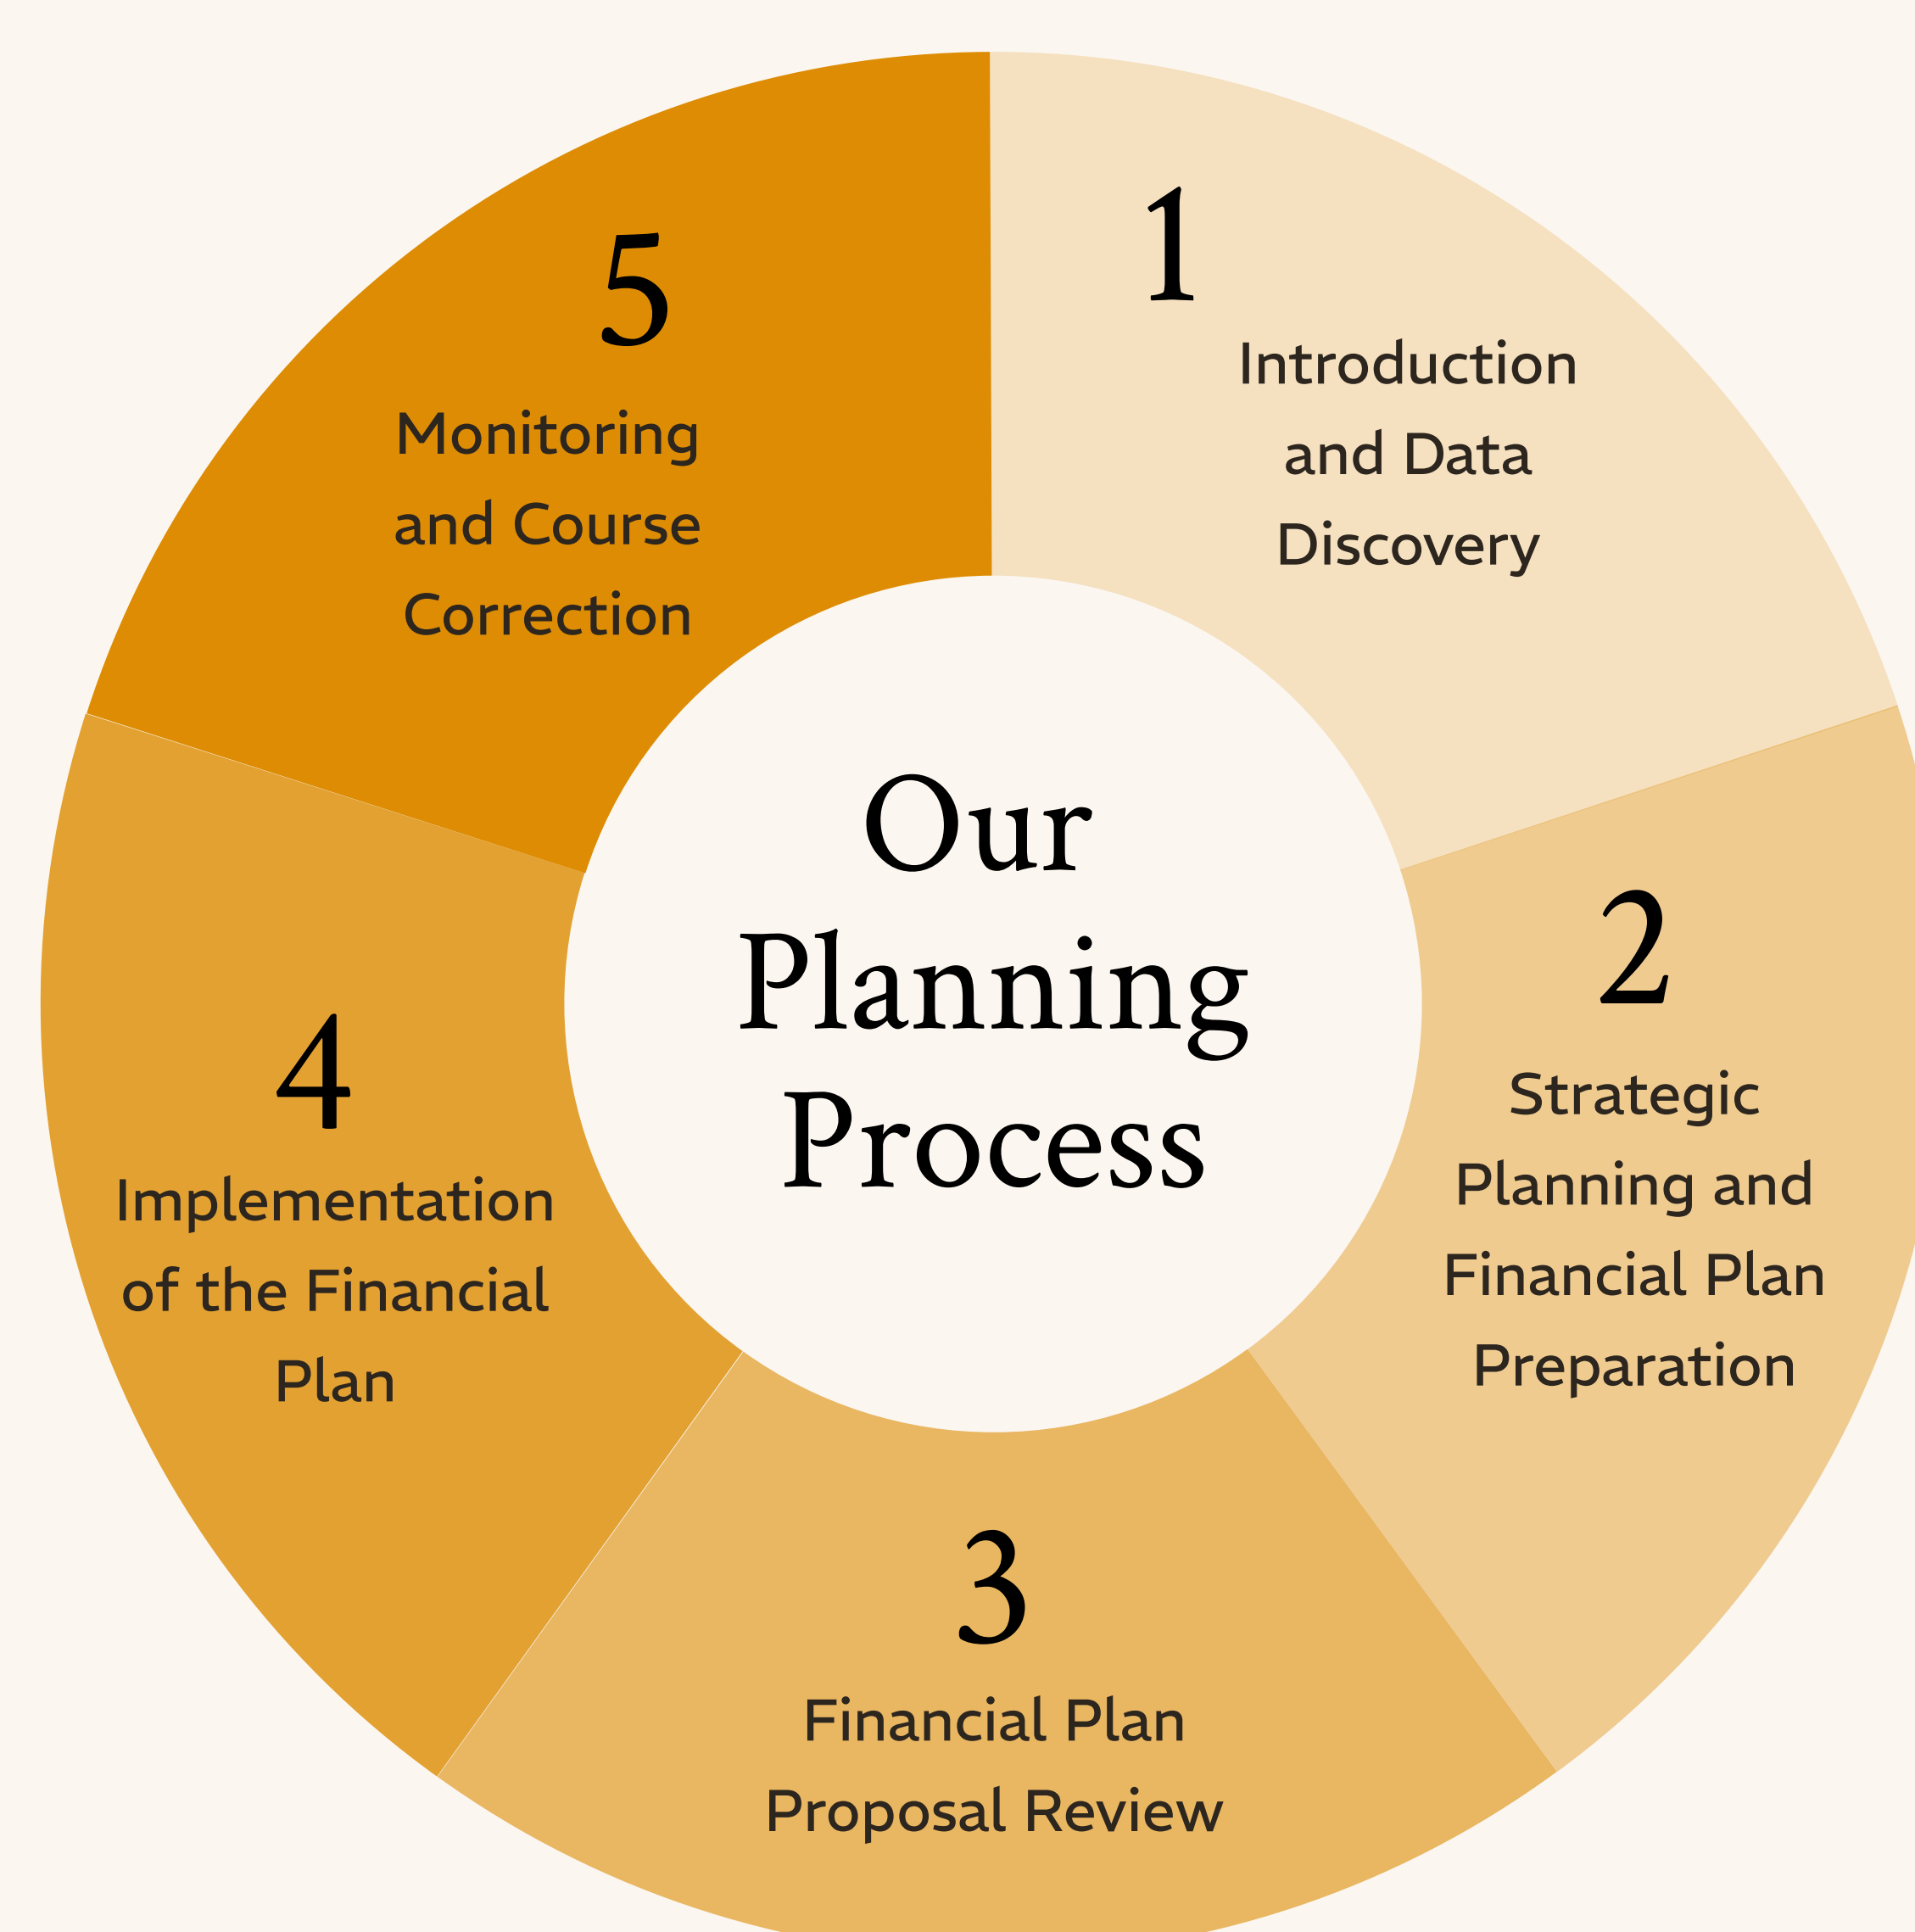 Our
Planning
Process
1
Introduction
and Data
Discovery
2
Strategic
Planning and
Financial Plan
Preparation
3
Financial Plan
Proposal Review
4
Implementation
of the Financial
Plan
5
Monitoring
and Course
Correction